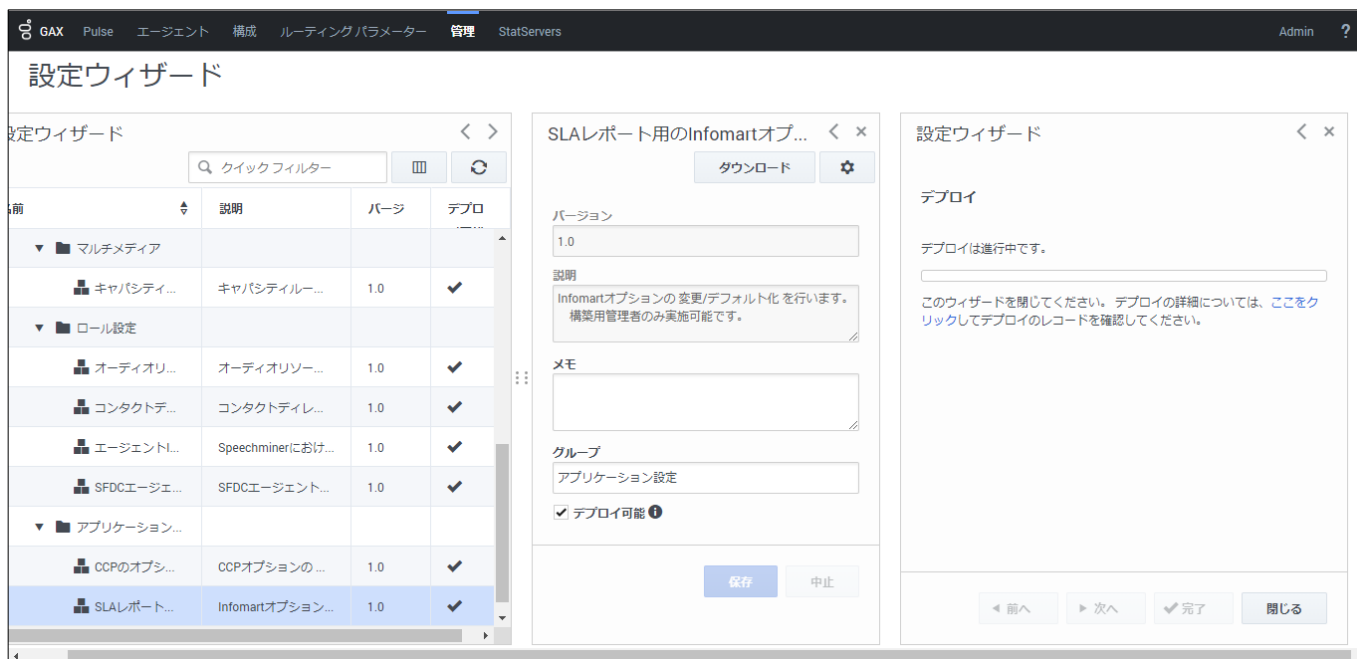 GAX Pulse エージェント 構成 ルーティング パラメーター 管理 StatServers Admin ?
設定ウィザード
設定ウィザード
クイック フィルター
名前 説明 バージ デプロ
マルチメディア
キャパシティ... キャパシティルー... 1.0
ロール設定
オーディオリ... オーディオリソー... 1.0
コンタクトデ... コンタクトディレ... 1.0
エージェントI... Speechminerにおけ... 1.0
SFDCエージェ... SFDCエージェント... 1.0
アプリケーション...
CCPのオプシ... CCPオプションの ... 1.0
SLAレポート... Infomartオプション... 1.0
SLAレポート用のInfomartオプ...
ダウンロード
バージョン
1.0
説明
Infomartオプションの 変更/デフォルト化 を行います。
構築用管理者のみ実施可能です。
メモ
グループ
アプリケーション設定
デプロイ可能
保存 中止
設定ウィザード
デプロイ
デプロイは進行中です。
このウィザードを閉じてください。 デプロイの詳細については、ここをク
リックしてデプロイのレコードを確認してください。
前へ 次へ 完了 閉じる